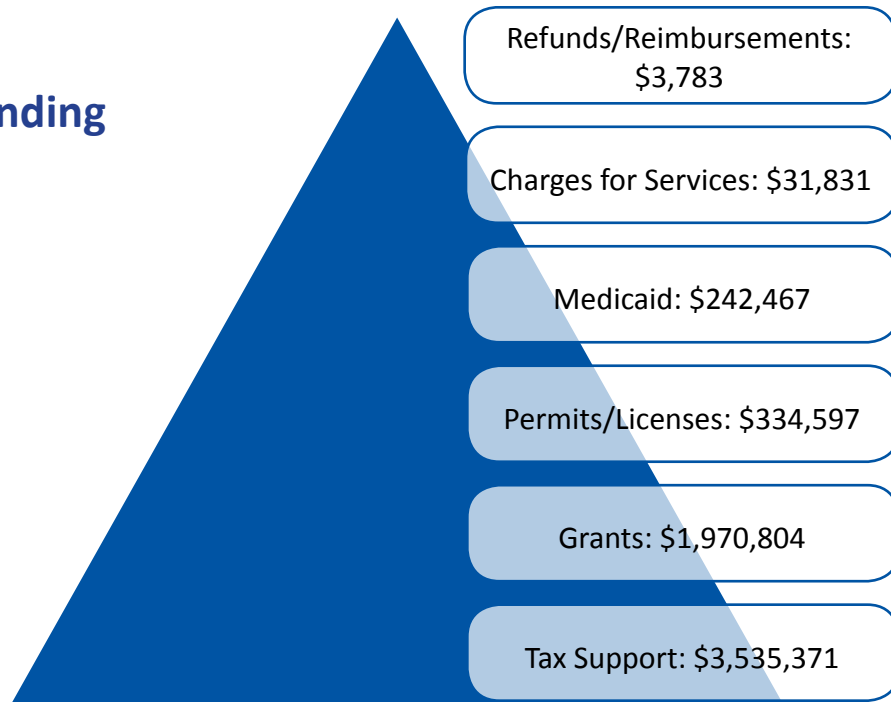 nding
Refunds/Reimbursements:
$3,783
Charges for Services: $31,831
Medicaid: $242,467
Permits/Licenses: $334,597
Grants: $1,970,804
Tax Support: $3,535,371